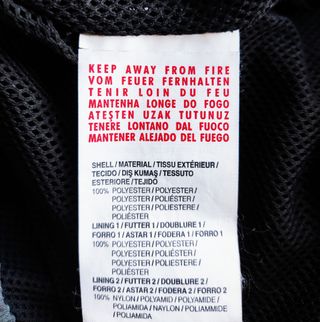 KEEP AWAY FROM FIRE
VOM FEUER FERNHALTEN
TENIR LOIN DU FEU
MANTENHA LONGE DO FOGO
ATEŞTEN UZAK TUTUNUZ
TENERE LONTANO DAL FUOCO
MANTENER ALEJADO DEL FUEGO
SHELL / MATERIAL / TISSU EXTÉRIEUR /
TECIDO / DIŞ KUMAŞ / TESSUTO
ESTERIORE / TEJIDO
100% POLYESTER / POLYESTER /
POLYESTER / POLIÉSTER /
POLYESTER / POLIESTERE /
POLIÉSTER
LINING 1 / FUTTER 1 / DOUBLURE 1 /
FORRO 1 / ASTAR 1 / FODERA 1 / FORRO 1
100% POLYESTER / POLYESTER /
POLYESTER / POLIÉSTER /
POLYESTER / POLIESTERE /
POLIÉSTER
LINING 2 / FUTTER 2 / DOUBLURE 2 /
FORRO 2 / ASTAR 2 / FODERA 2 / FORRO 2
100% NYLON / POLYAMID / POLYAMIDE /
POLIAMIDA / NAYLON / POLIAMMIDE
/ POLIAMIDA